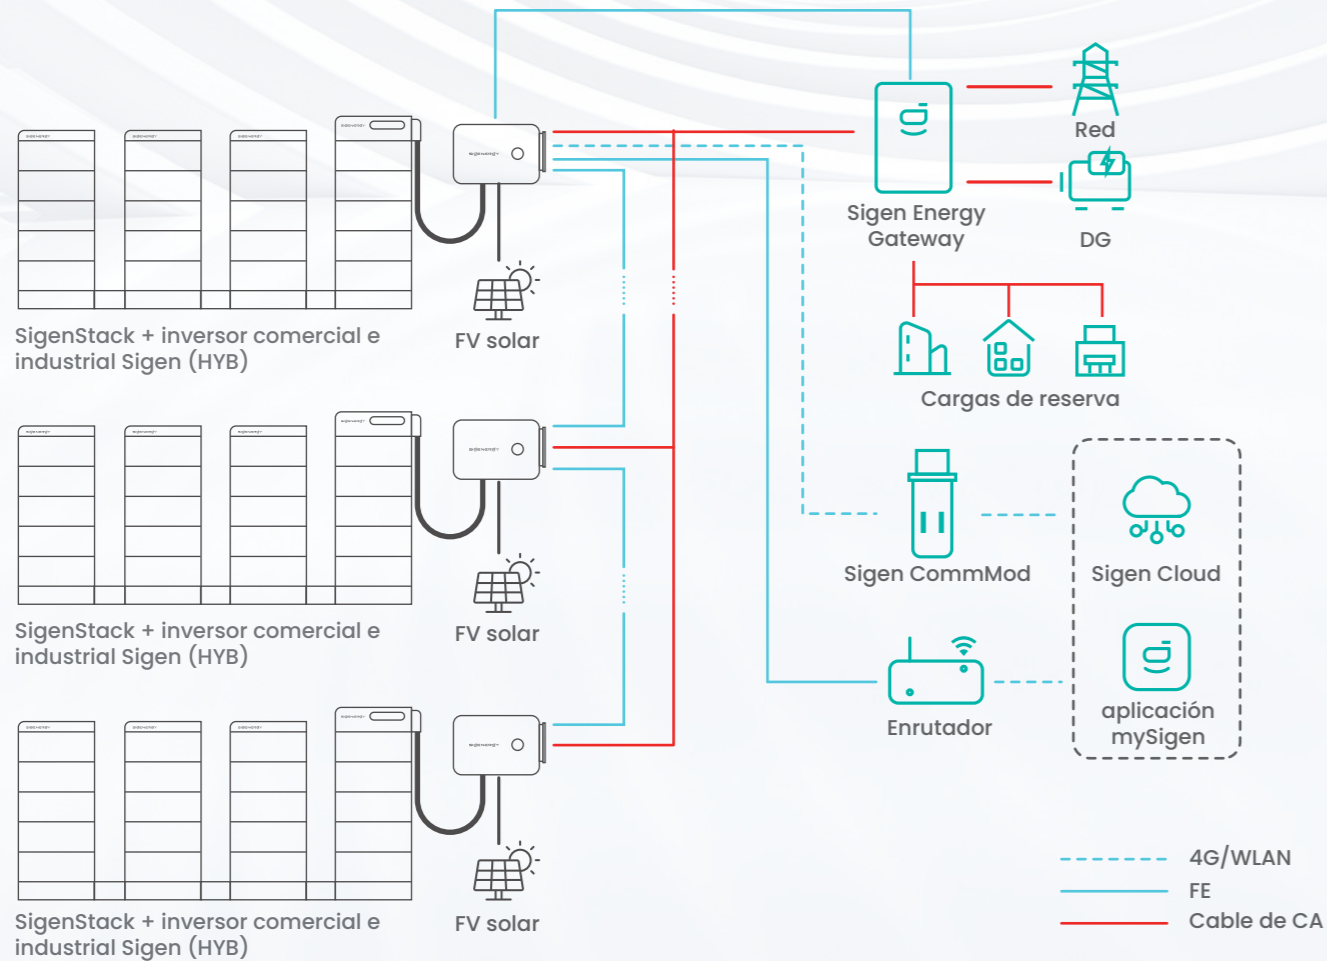 Red
Sigen Energy
Gateway
DG
SigenStack + inversor comercial e
industrial Sigen (HYB)
FV solar
Cargas de reserva
Sigen CommMod
Sigen Cloud
SigenStack + inversor comercial e
industrial Sigen (HYB)
FV solar
Enrutador
aplicación
mySigen
SigenStack + inversor comercial e
industrial Sigen (HYB)
FV solar
4G/WLAN
FE
Cable de CA